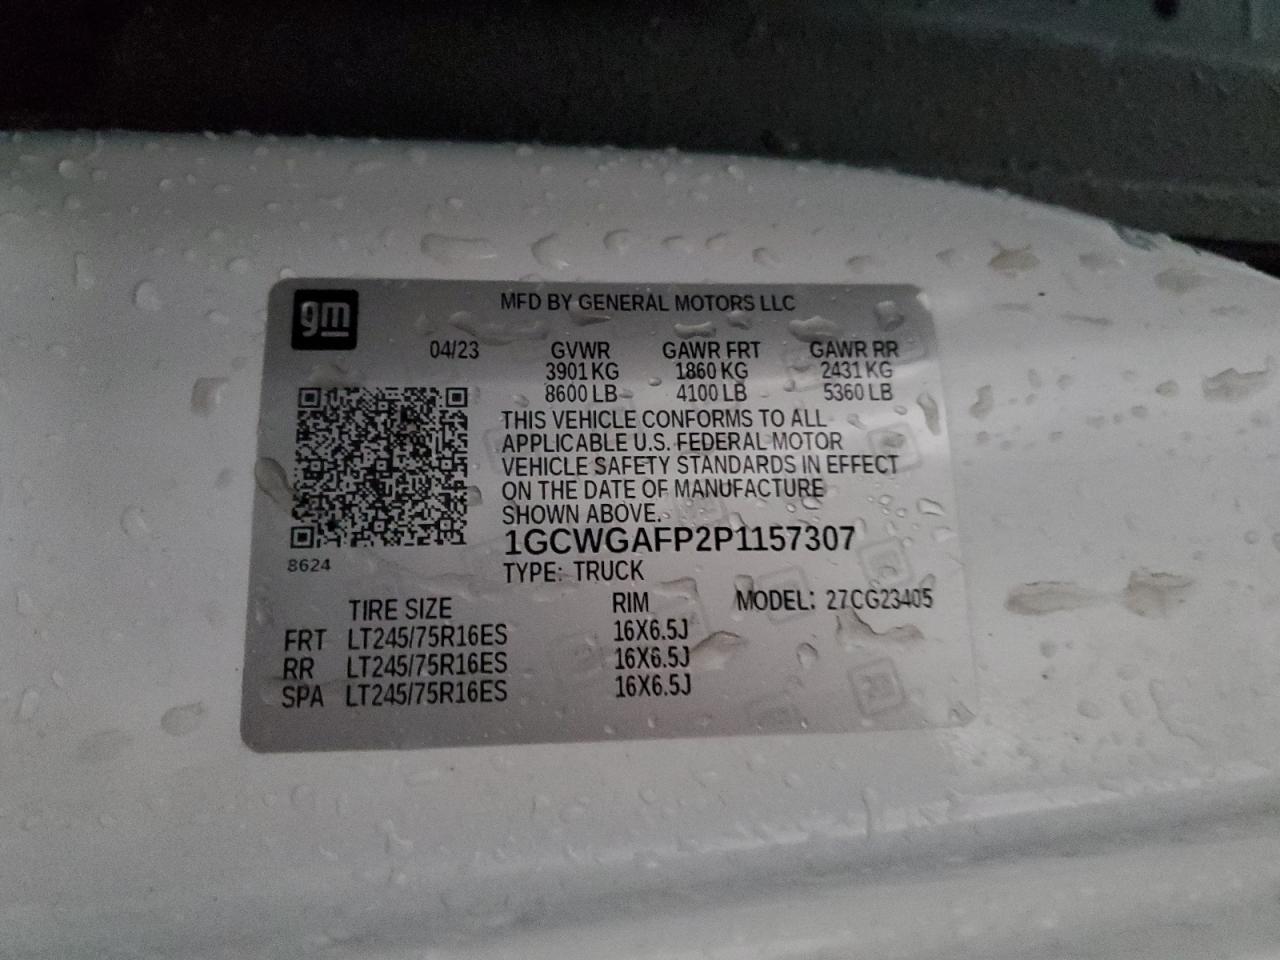 gm
MFD BY GENERAL MOTORS LLC
04/23 GVWR GAWR FRT GAWR RR
3901 KG 1860 KG 2431 KG
8600 LB 4100 LB 5360 LB
THIS VEHICLE CONFORMS TO ALL
APPLICABLE U.S. FEDERAL MOTOR
VEHICLE SAFETY STANDARDS IN EFFECT
ON THE DATE OF MANUFACTURE
SHOWN ABOVE.
1GCWGAFP2P1157307
8624
TYPE: TRUCK
TIRE SIZE RIM MODEL: 27CG23405
FRT LT245/75R16ES 16X6.5J
RR LT245/75R16ES 16X6.5J
SPA LT245/75R16ES 16X6.5J